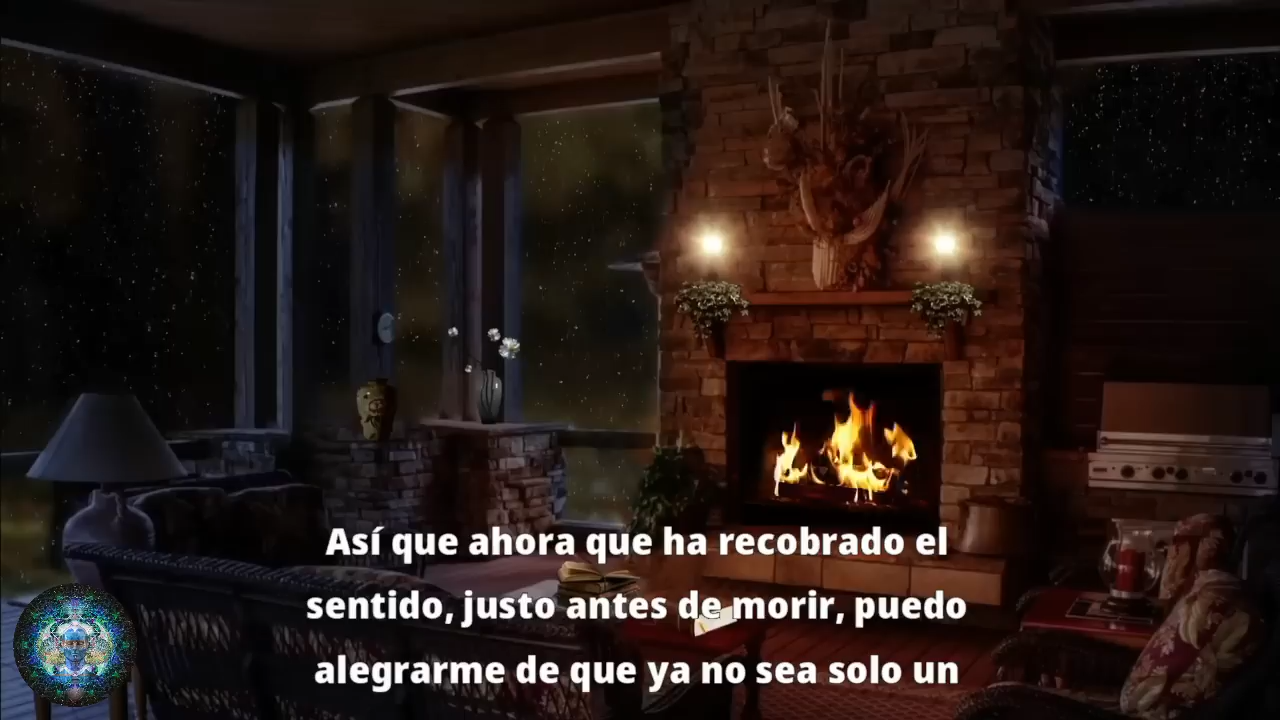 Así que ahora que ha recobrado el
sentido, justo antes de morir, puedo
alegrarme de que ya no sea solo un